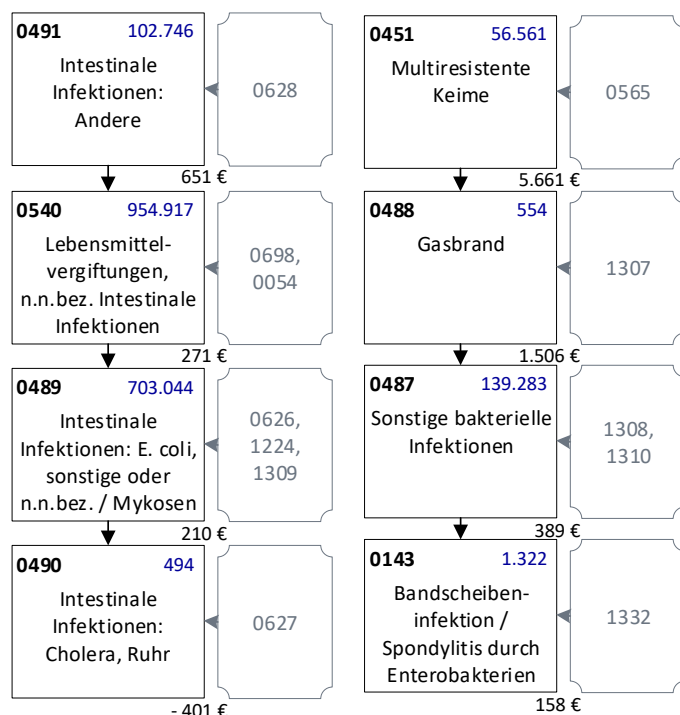 0491 102.746
Intestinale
Infektionen:
Andere
0628
651 €
0540 954.917
Lebensmittel-
vergiftungen,
n.n.bez. Intestinale
Infektionen
0698,
0054
271 €
0489 703.044
Intestinale
Infektionen: E. coli,
sonstige oder
n.n.bez. / Mykosen
0626,
1224,
1309
210 €
0490 494
Intestinale
Infektionen:
Cholera, Ruhr
0627
- 401 €
0451 56.561
Multiresistente
Keime
0565
5.661 €
0488 554
Gasbrand
1307
1.506 €
0487 139.283
Sonstige bakterielle
Infektionen
1308,
1310
389 €
0143 1.322
Bandscheiben-
infektion /
Spondylitis durch
Enterobakterien
1332
158 €